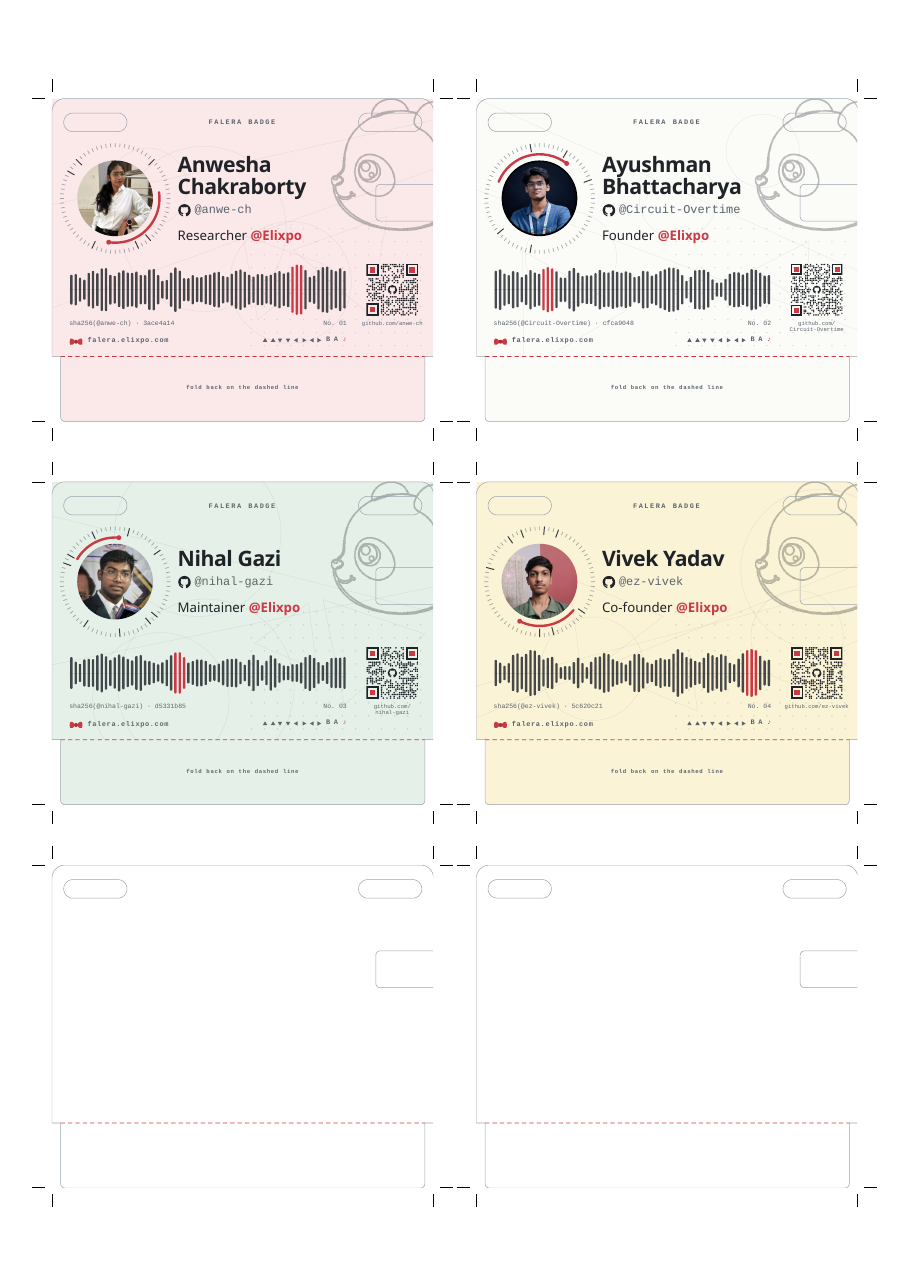 FALERA BADGE
Anwesha
Chakraborty
@anwe-ch
Researcher @Elixpo
sha256(@anwe-ch) · 3ace4a14
No. 01
github.com/anwe-ch
falera.elixpo.com
▲▲▼▼◀▶◀▶BA♪
fold back on the dashed line
FALERA BADGE
Ayushman
Bhattacharya
@Circuit-Overtime
Founder @Elixpo
sha256(@Circuit-Overtime) · cfca9048
No. 02
github.com/
Circuit-Overtime
falera.elixpo.com
▲▲▼▼◀▶◀▶BA♪
fold back on the dashed line
FALERA BADGE
Nihal Gazi
@nihal-gazi
Maintainer @Elixpo
sha256(@nihal-gazi) · d5331b85
No. 03
github.com/
nihal-gazi
falera.elixpo.com
▲▲▼▼◀▶◀▶BA♪
fold back on the dashed line
FALERA BADGE
Vivek Yadav
@ez-vivek
Co-founder @Elixpo
sha256(@ez-vivek) · 5c620c21
No. 04
github.com/ez-vivek
falera.elixpo.com
▲▲▼▼◀▶◀▶BA♪
fold back on the dashed line